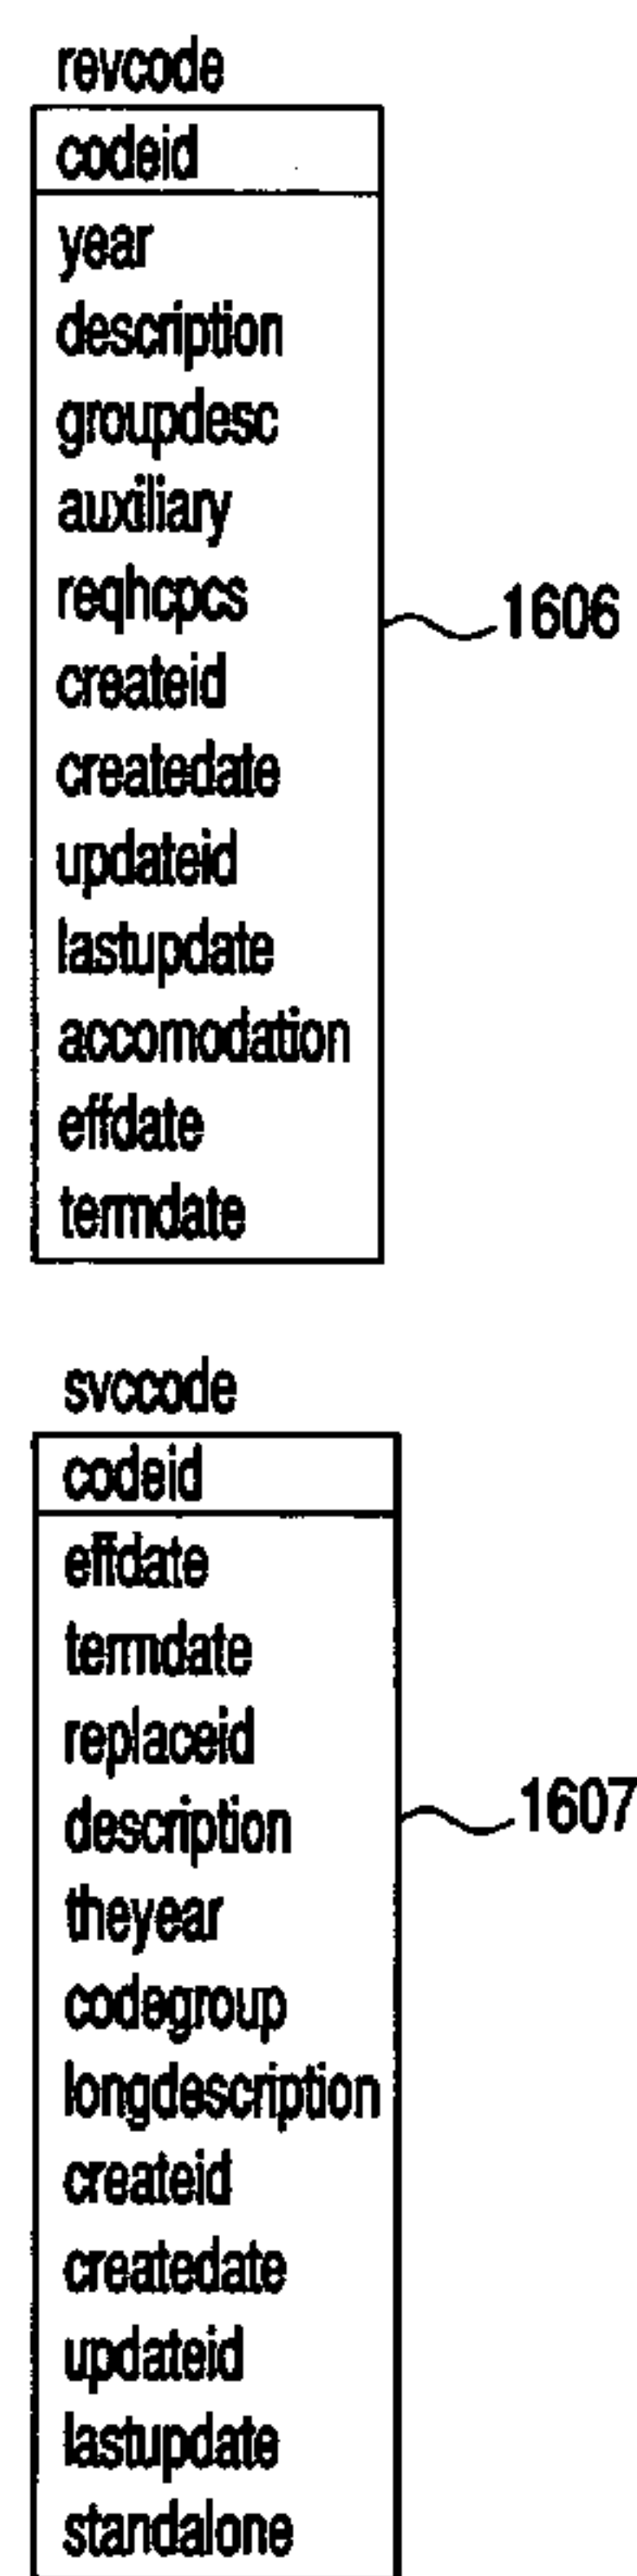 revcode
codeid
year
description
groupdesc
auxiliary
reqhcpcs
createid
createdate
updateid
lastupdate
accomodation
effdate
termdate
1606
svccode
codeid
effdate
termdate
replaceid
description
theyear
codegroup
longdescription
createid
createdate
updateid
lastupdate
standalone
1607